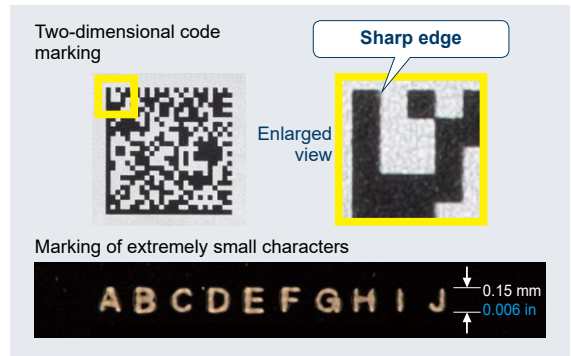 Two-dimensional code
marking
Sharp edge
Enlarged
view
Marking of extremely small characters
A B C D E F G H I J
0.15 mm
0.006 in